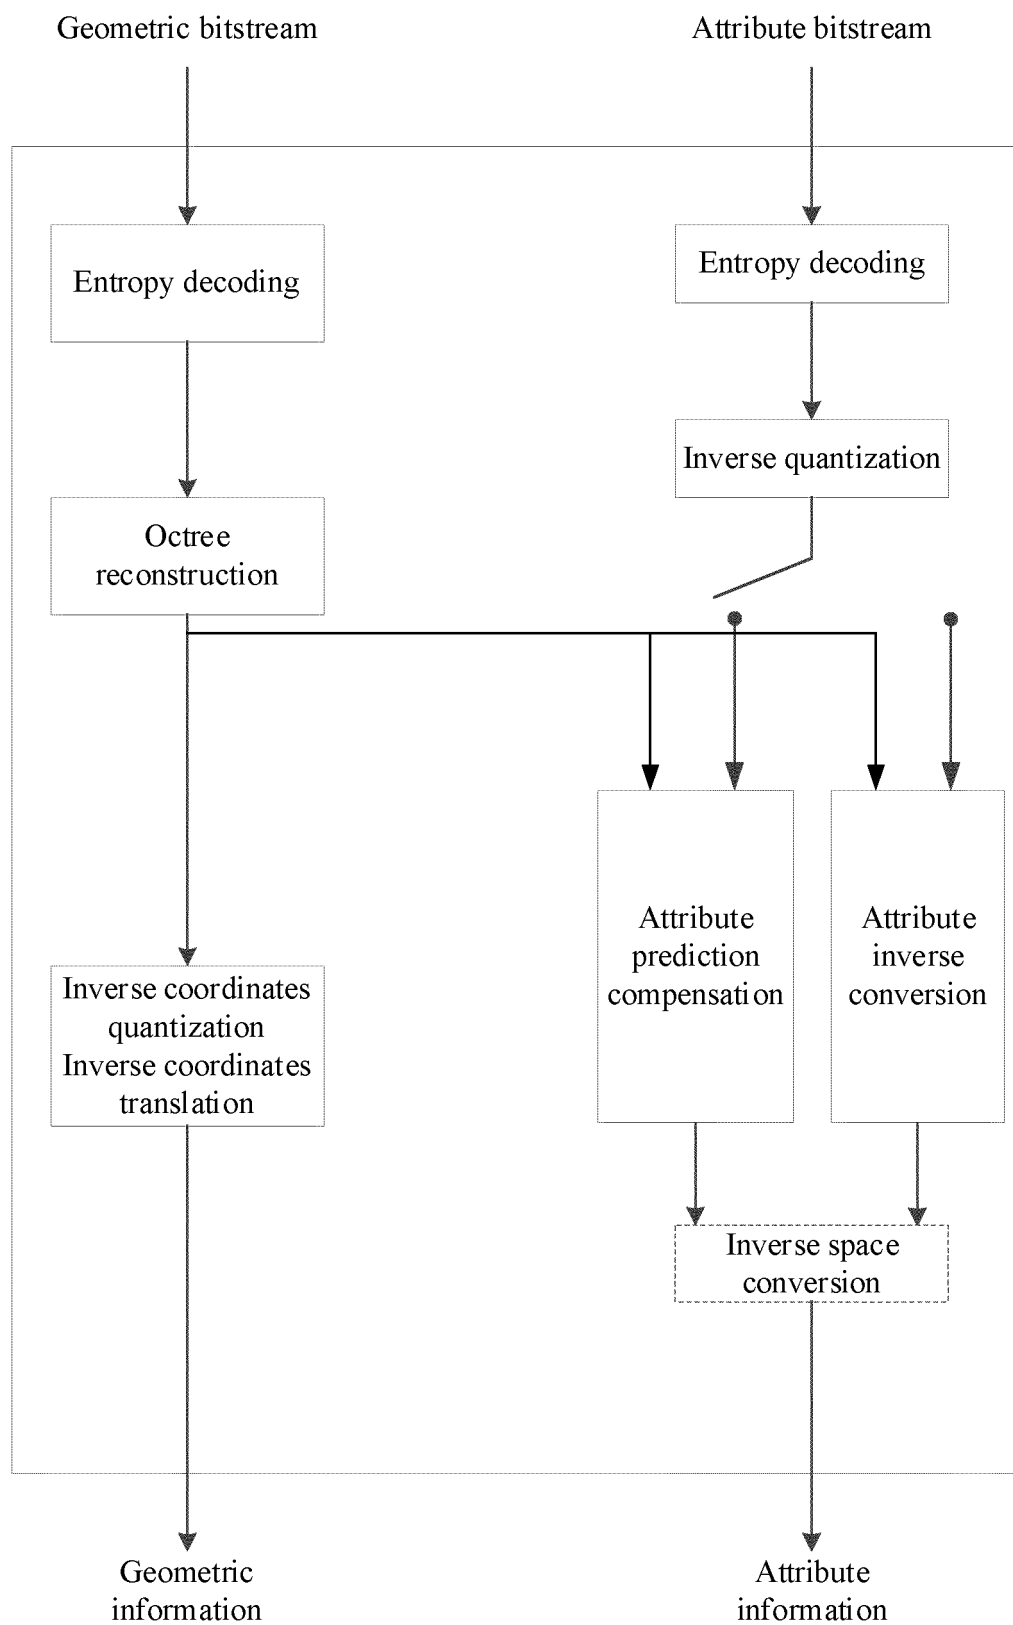 Geometric bitstream
Attribute bitstream
Entropy decoding
Entropy decoding
Inverse quantization
Octree
reconstruction
Attribute
prediction
compensation
Attribute
inverse
conversion
Inverse coordinates
quantization
Inverse coordinates
translation
Inverse space
conversion
Geometric
information
Attribute
information